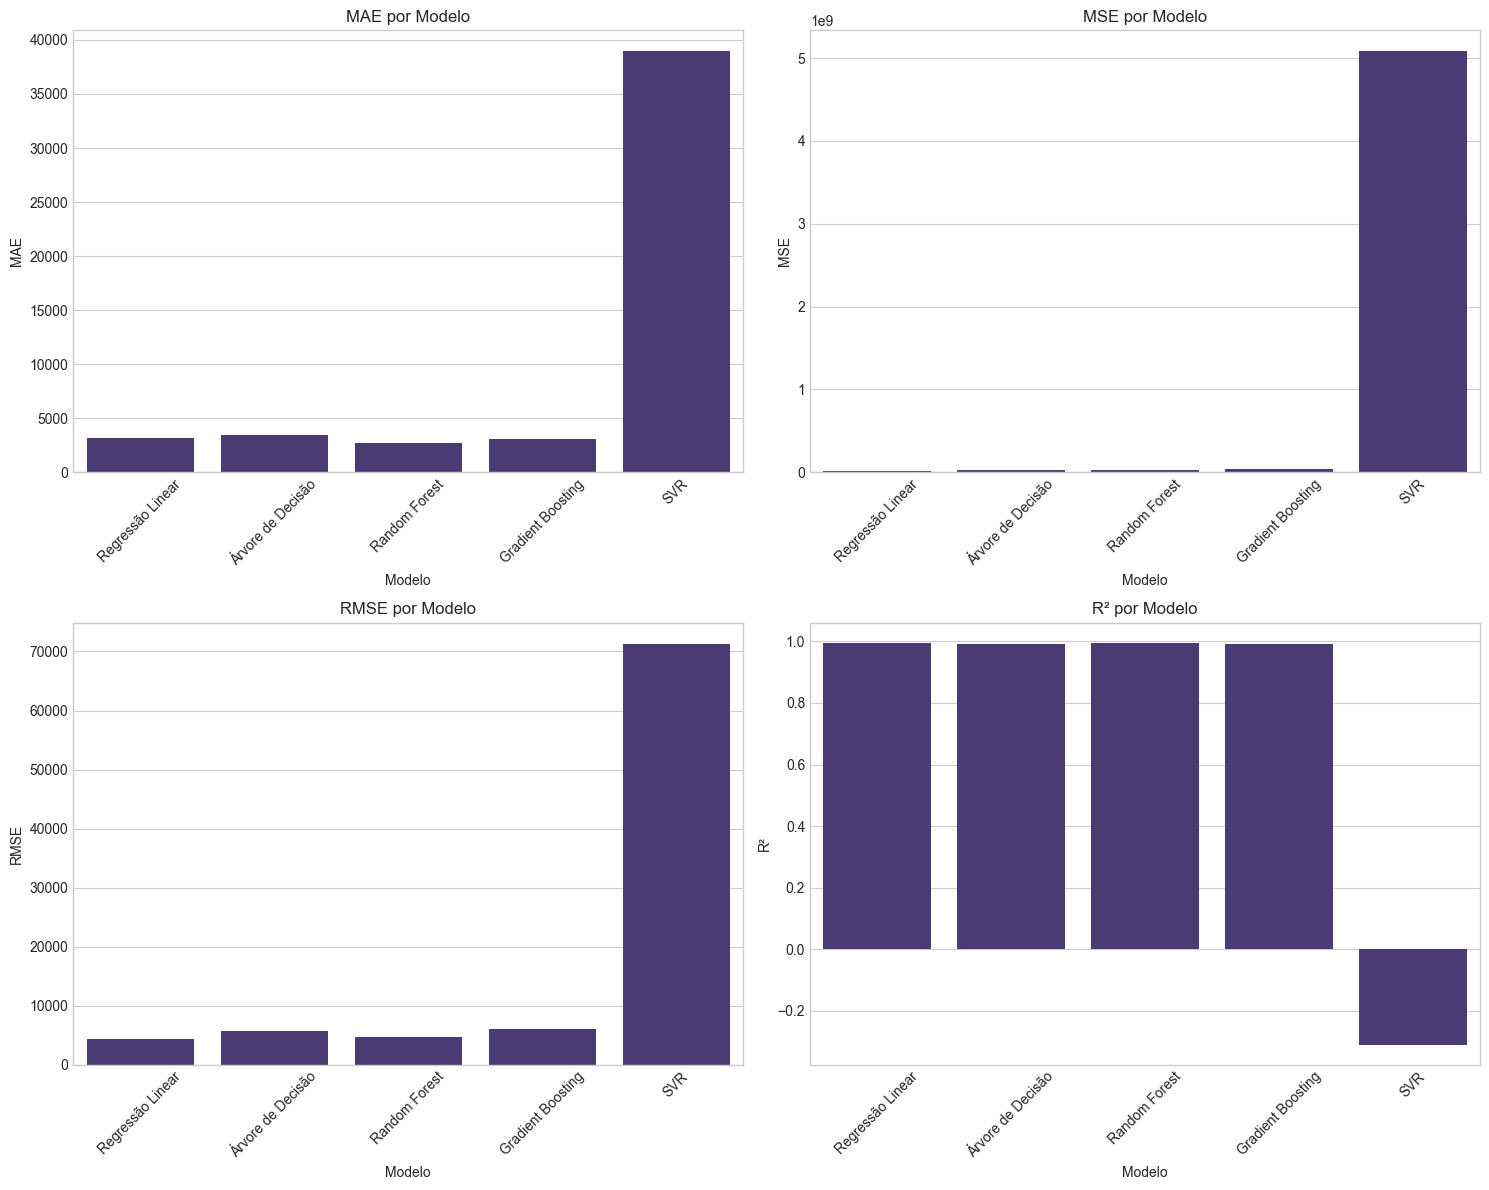 MAE por Modelo
40000
35000
30000
25000
20000
15000
10000
5000
0
MAE
Regressão Linear
Árvore de Decisão
Random Forest
Gradient Boosting
SVR
Modelo
MSE por Modelo
1e9
5
4
3
2
1
0
MSE
Regressão Linear
Árvore de Decisão
Random Forest
Gradient Boosting
SVR
Modelo
RMSE por Modelo
70000
60000
50000
40000
30000
20000
10000
0
RMSE
Regressão Linear
Árvore de Decisão
Random Forest
Gradient Boosting
SVR
Modelo
R² por Modelo
1.0
0.8
0.6
0.4
0.2
0.0
−0.2
R²
Regressão Linear
Árvore de Decisão
Random Forest
Gradient Boosting
SVR
Modelo